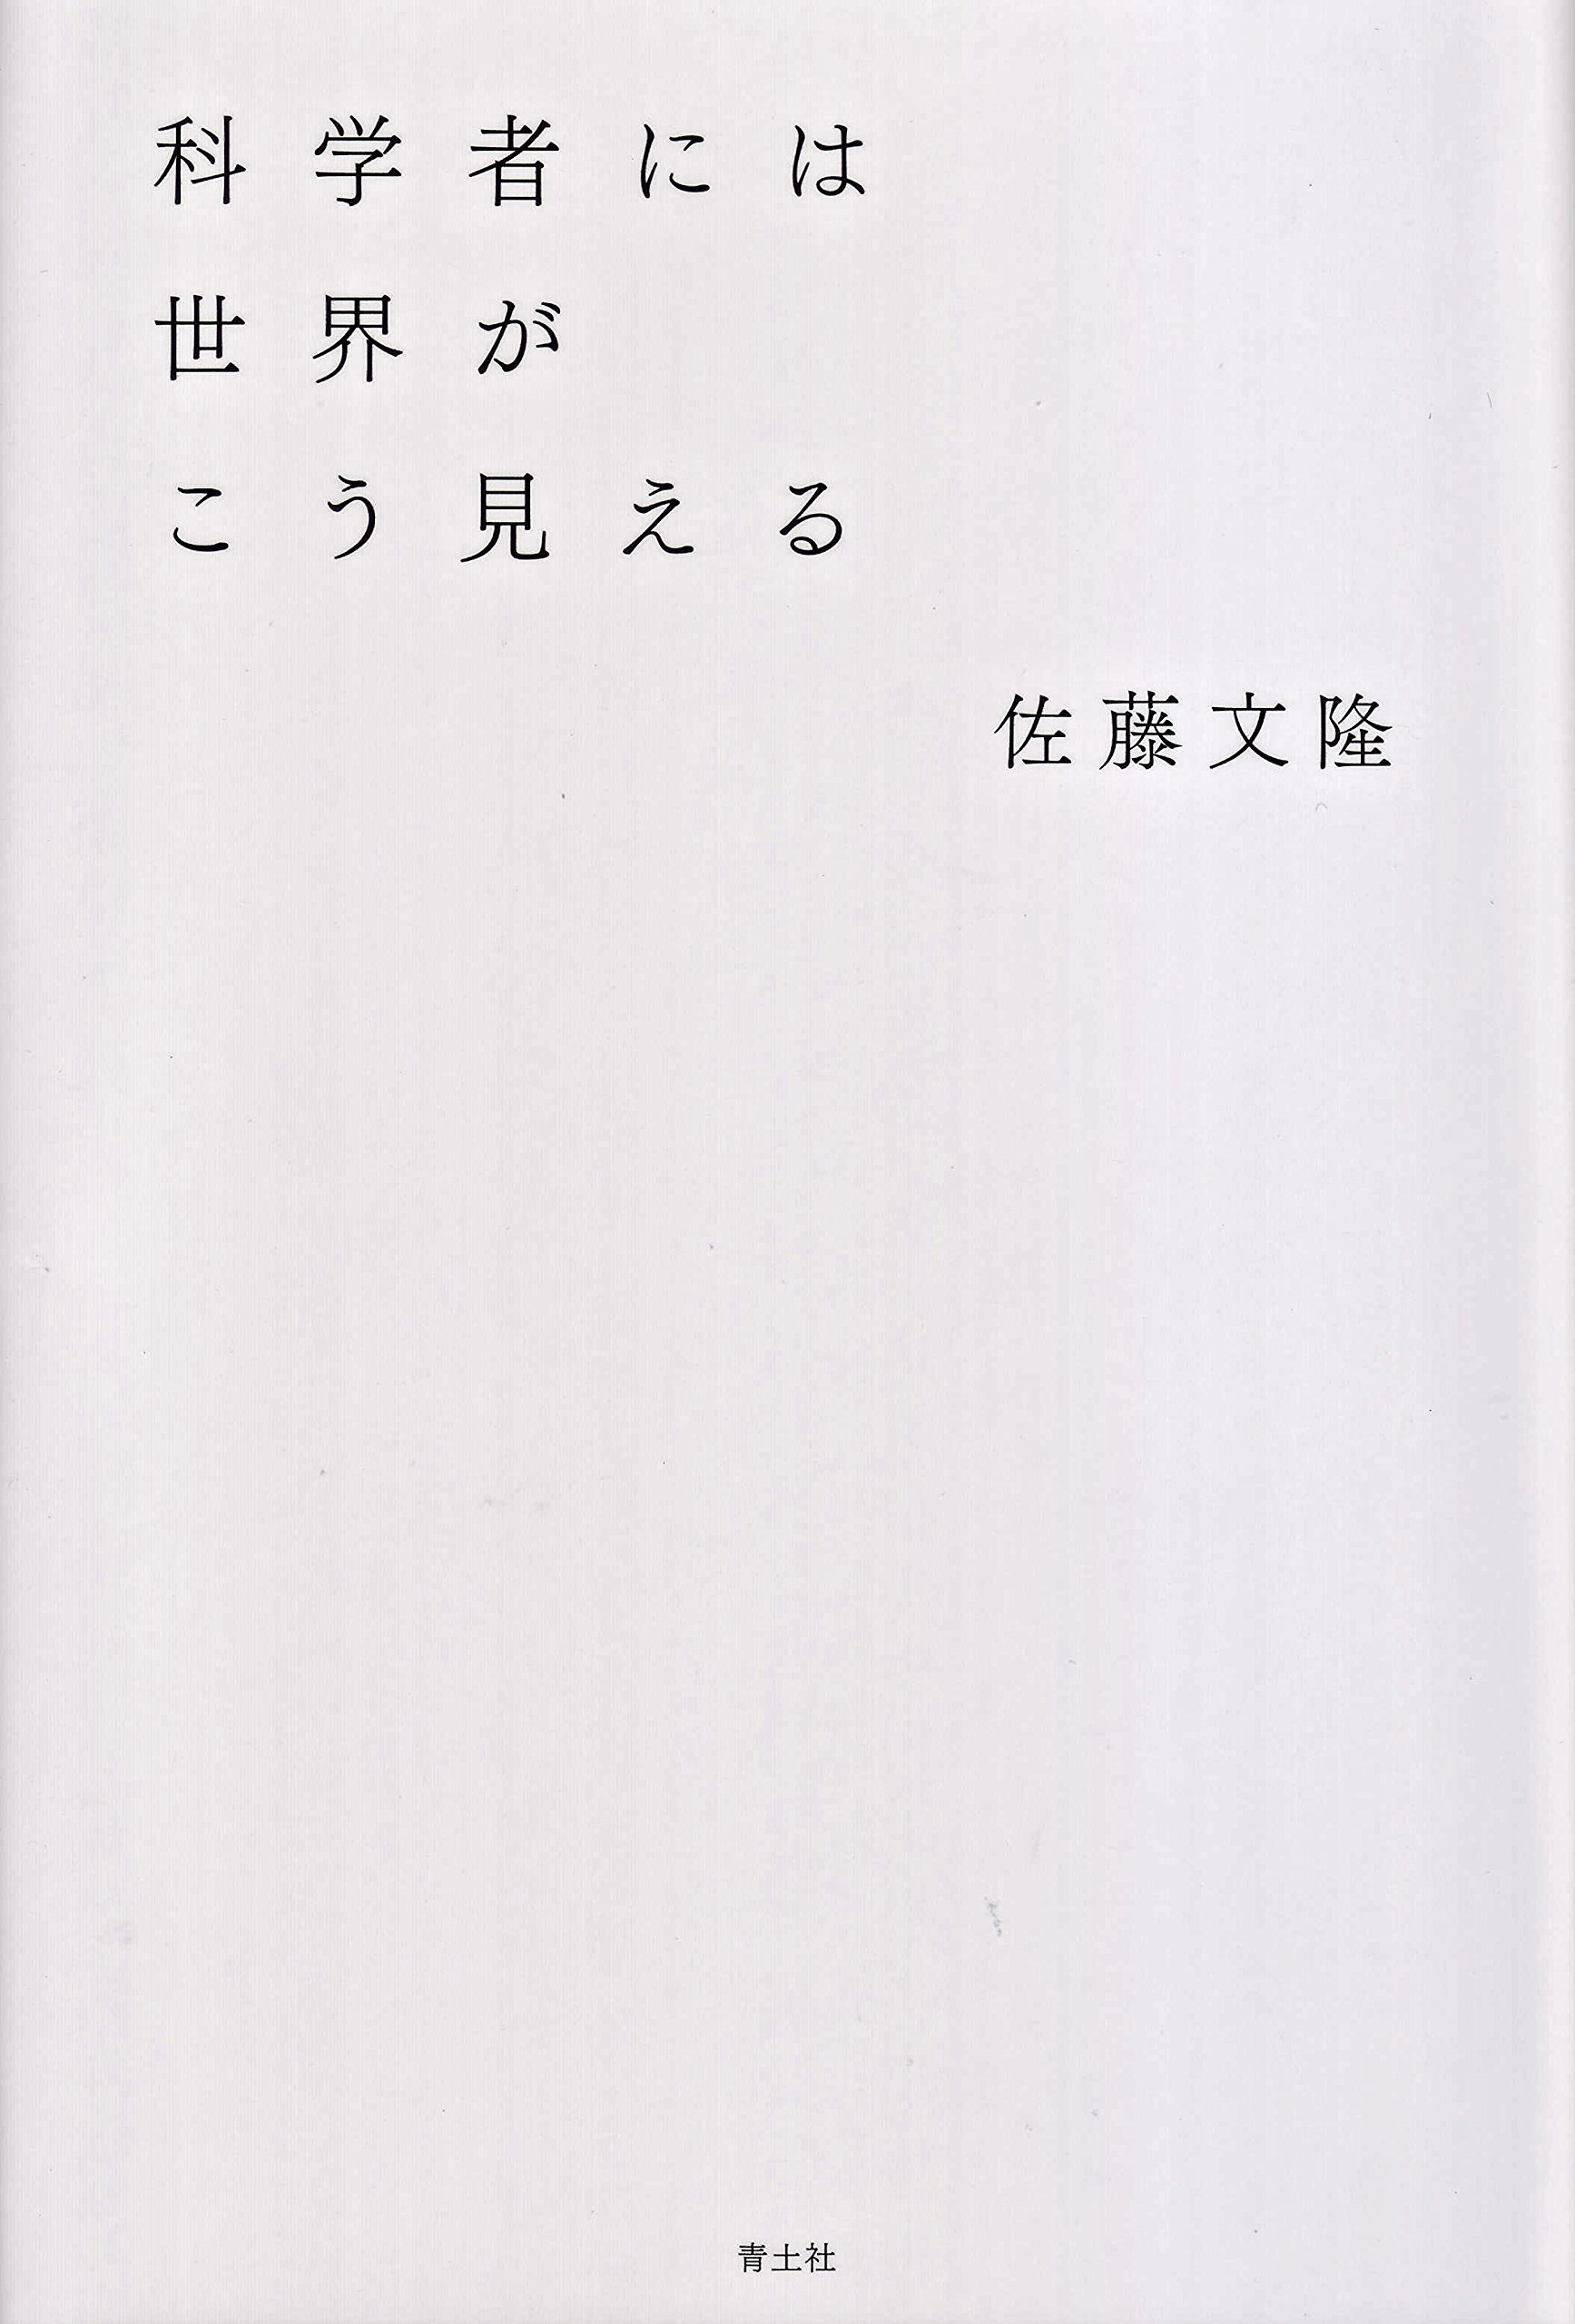 科学者には
世界が
こう見える
佐藤文隆
青土社